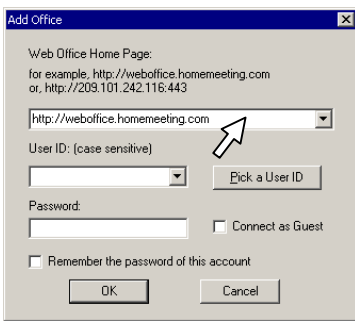 Add Office
Web Office Home Page:
for example, http://weboffice.homemeeting.com
or, http://209.101.242.116:443
http://weboffice.homemeeting.com
User ID: (case sensitive)
Pick a User ID
Password:
Connect as Guest
Remember the password of this account
OK Cancel